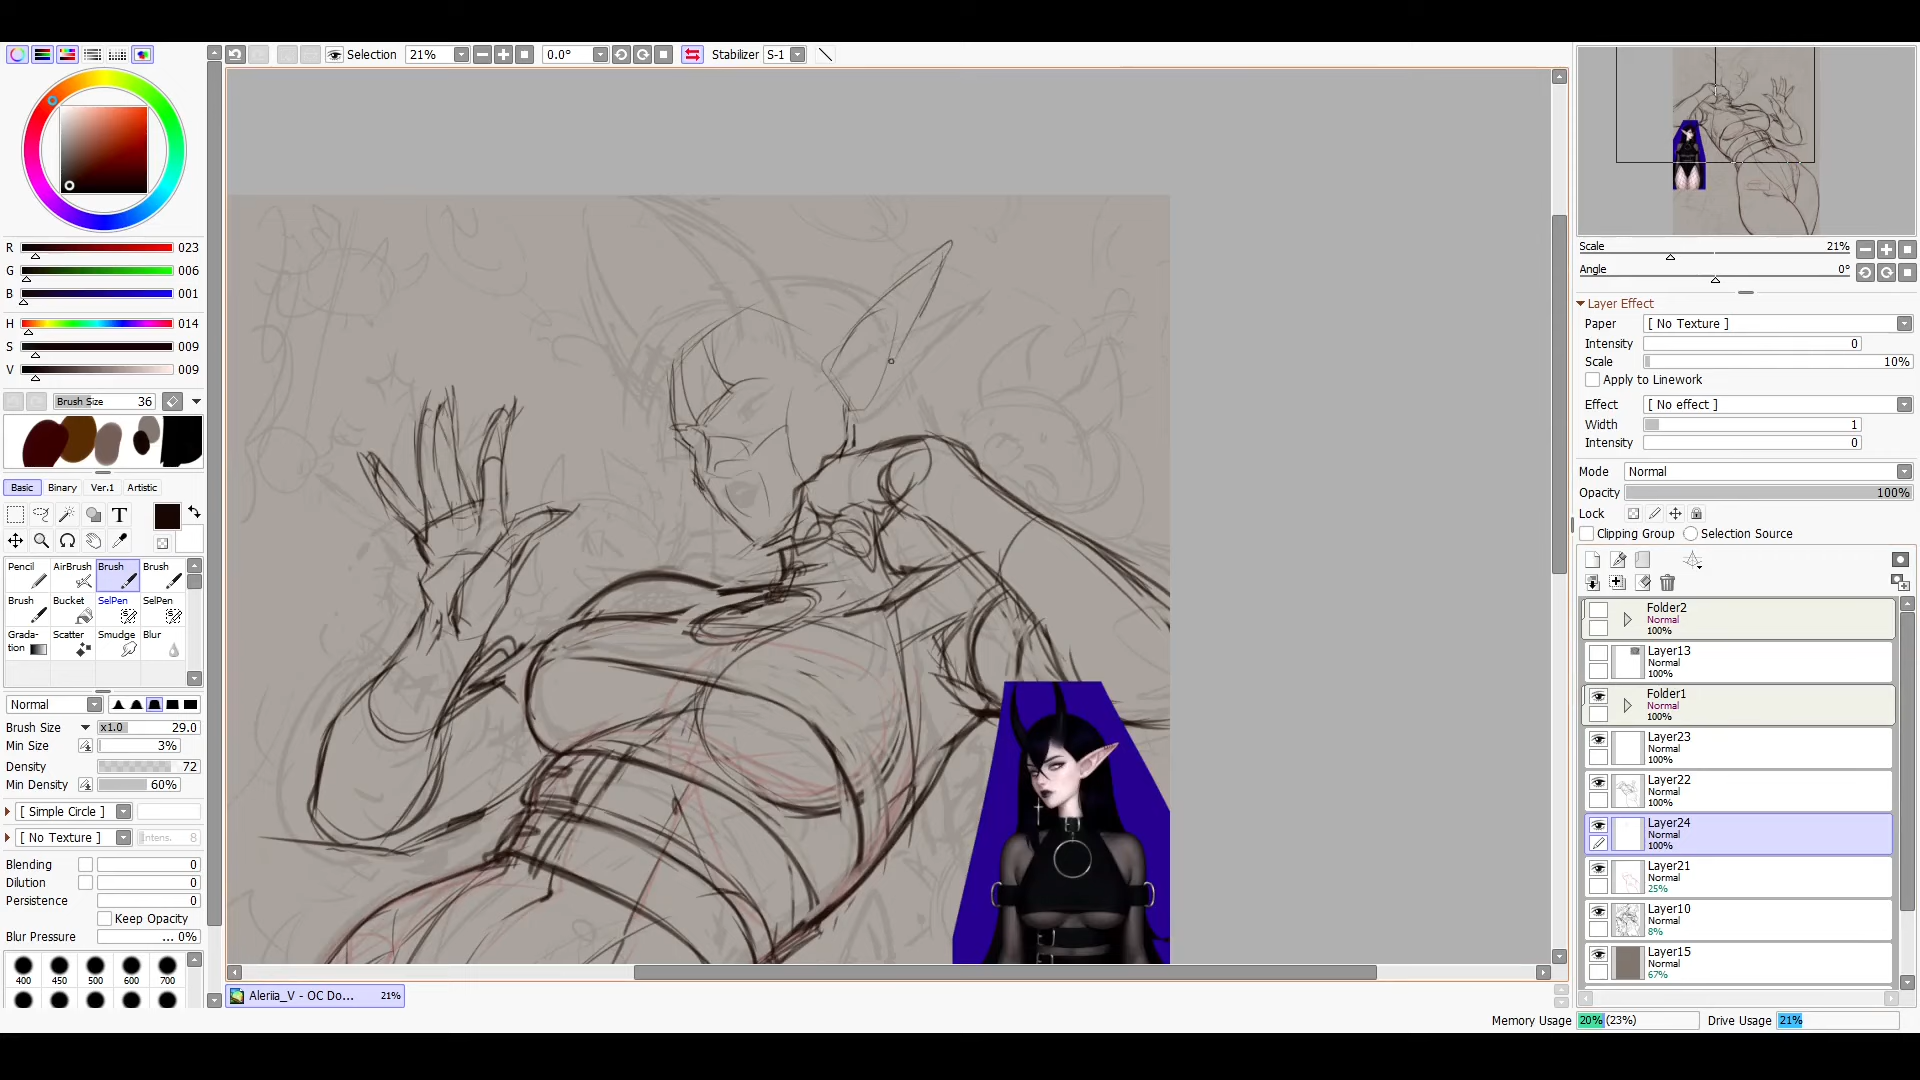 Selection 21% 0.0° Stabilizer S-1
R 023
G 006
B 001
H 014
S 009
V 009
Brush Size 36
Basic Binary Ver.1 Artistic
T
Pencil AirBrush Brush Brush
Brush Bucket SelPen SelPen
Grada-
tion Scatter Smudge Blur
Normal
Brush Size x1.0 29.0
Min Size 3%
Density 72
Min Density 60%
[ Simple Circle ]
[ No Texture ] Intens. 8
Blending 0
Dilution 0
Persistence 0
Keep Opacity
Blur Pressure ... 0%
400 450 500 600 700
Aleriia_V - OC Do... 21%
Scale 21%
Angle 0°
Layer Effect
Paper [ No Texture ]
Intensity 0
Scale 10%
Apply to Linework
Effect [ No effect ]
Width 1
Intensity 0
Mode Normal
Opacity 100%
Lock
Clipping Group Selection Source
Folder2
Normal
100%
Layer13
Normal
100%
Folder1
Normal
100%
Layer23
Normal
100%
Layer22
Normal
100%
Layer24
Normal
100%
Layer21
Normal
25%
Layer10
Normal
8%
Layer15
Normal
67%
Memory Usage 20% (23%) Drive Usage 21%